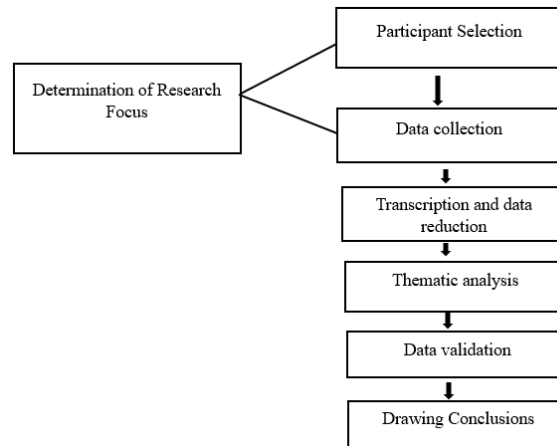 Participant Selection
Determination of Research
Focus
Data collection
Transcription and data
reduction
Thematic analysis
Data validation
Drawing Conclusions